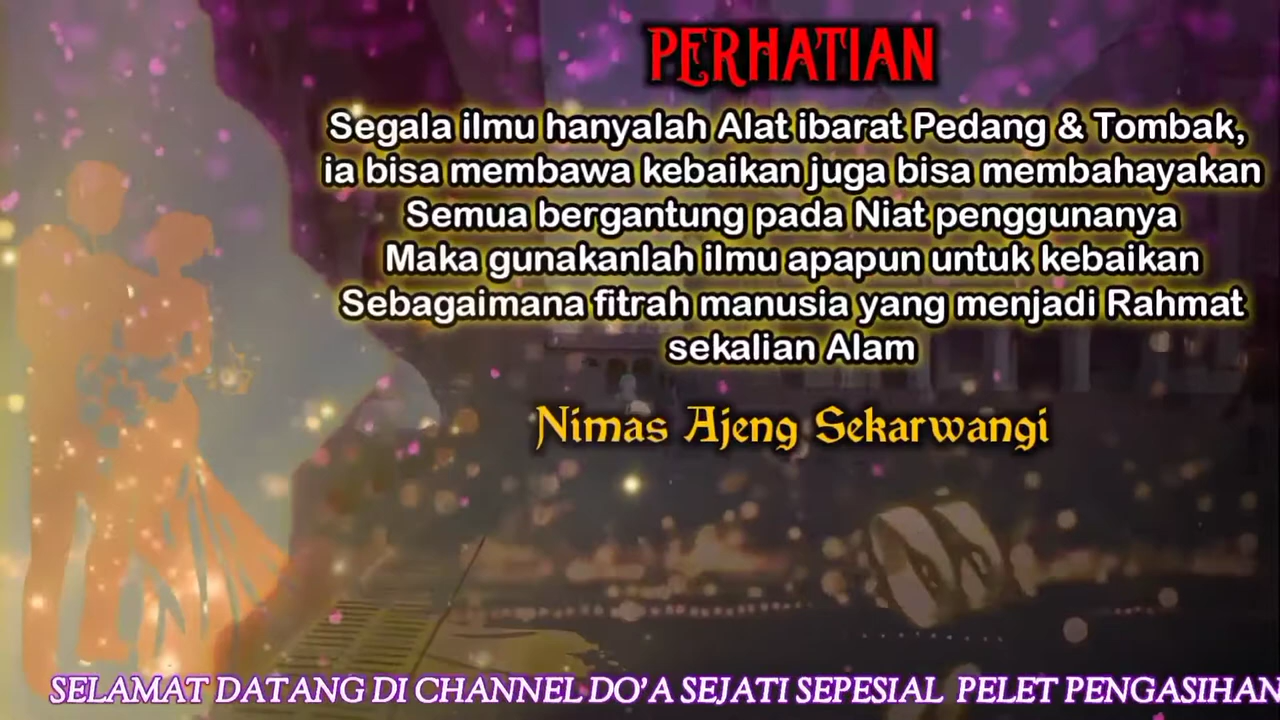 PERHATIAN
Segala ilmu hanyalah Alat ibarat Pedang & Tombak,
ia bisa membawa kebaikan juga bisa membahayakan
Semua bergantung pada Niat penggunanya
Maka gunakanlah ilmu apapun untuk kebaikan
Sebagaimana fitrah manusia yang menjadi Rahmat
sekalian Alam
Nimas Ajeng Sekarwangi
SELAMAT DATANG DI CHANNEL DO'A SEJATI SEPESIAL PELET PENGASIHAN